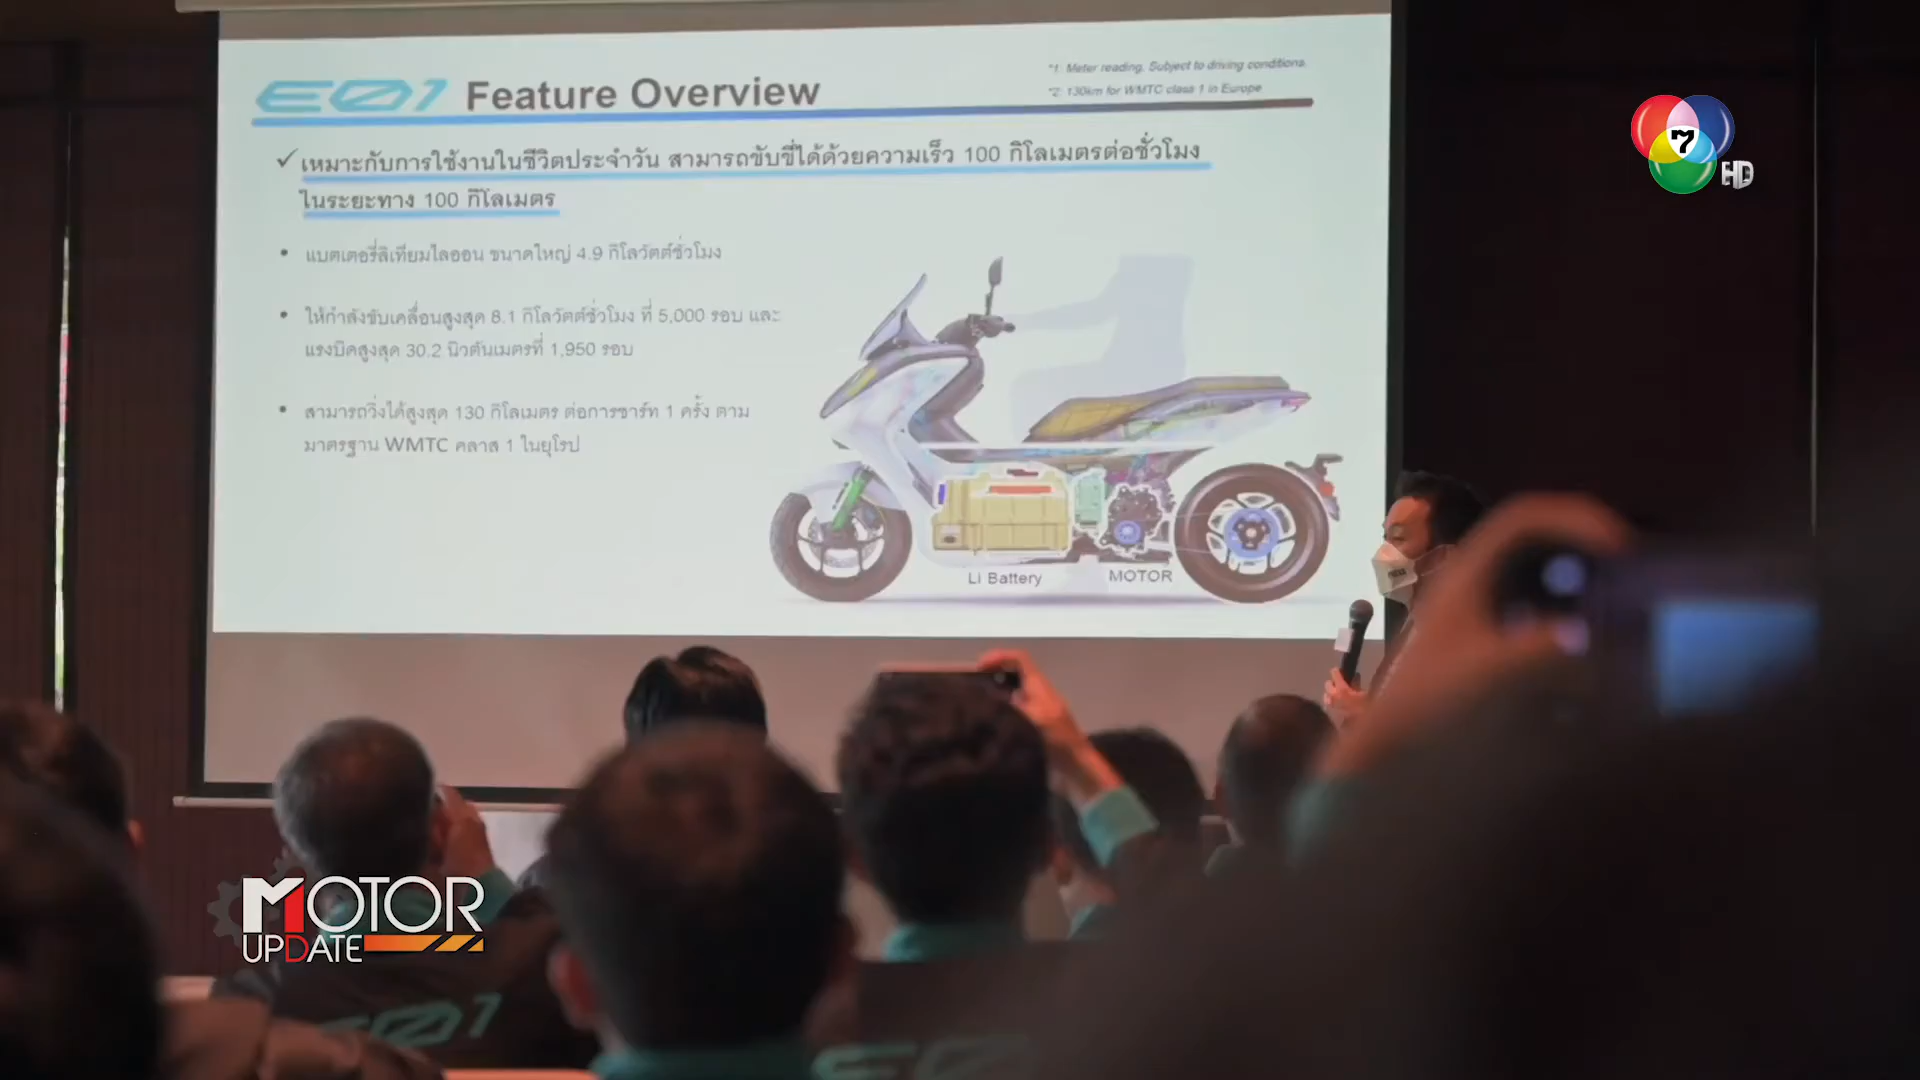 E01 Feature Overview
*1: Meter reading. Subject to driving conditions.
*2: 130km for WMTC class 1 in Europe
✓ เหมาะกับการใช้งานในชีวิตประจำวัน สามารถขับขี่ได้ด้วยความเร็ว 100 กิโลเมตรต่อชั่วโมง
ในระยะทาง 100 กิโลเมตร
• แบตเตอรี่ลิเทียมไอออน ขนาดใหญ่ 4.9 กิโลวัตต์ชั่วโมง
• ให้กำลังขับเคลื่อนสูงสุด 8.1 กิโลวัตต์ชั่วโมง ที่ 5,000 รอบ และ
แรงบิดสูงสุด 30.2 นิวตันเมตรที่ 1,950 รอบ
• สามารถวิ่งได้สูงสุด 130 กิโลเมตร ต่อการชาร์ท 1 ครั้ง ตาม
มาตรฐาน WMTC คลาส 1 ในยุโรป
Li Battery
MOTOR
7 HD
MOTOR
UPDATE
E01
E01